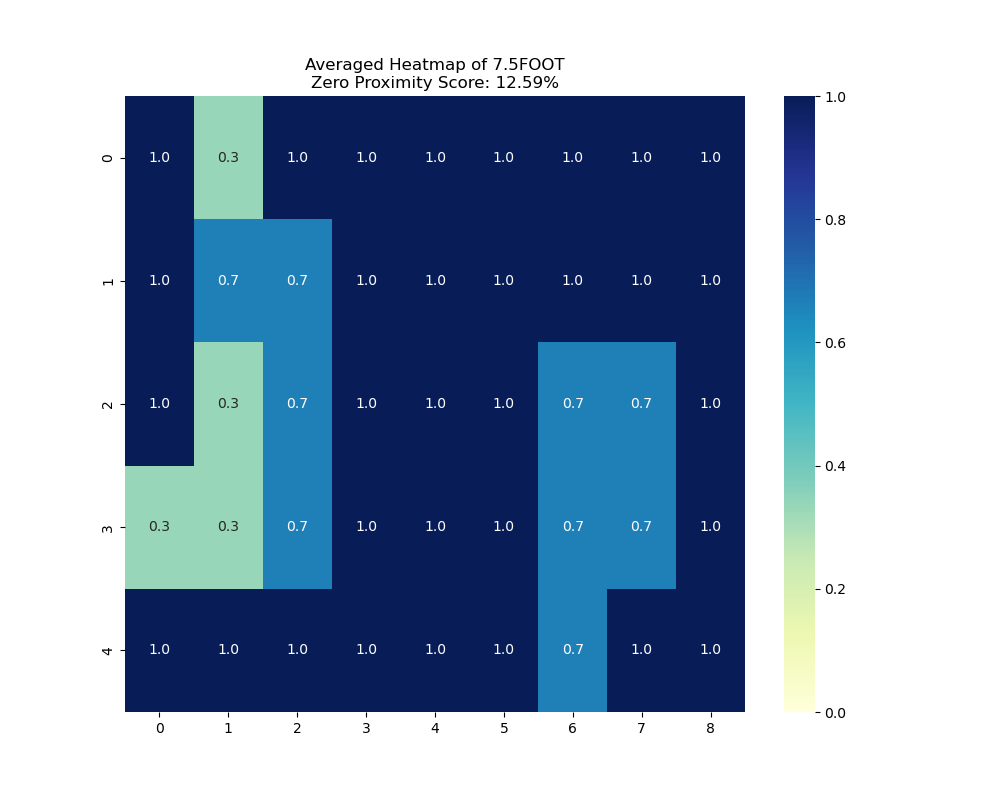 Averaged Heatmap of 7.5FOOT
Zero Proximity Score: 12.59%
0 1.0 0.3 1.0 1.0 1.0 1.0 1.0 1.0 1.0
1 1.0 0.7 0.7 1.0 1.0 1.0 1.0 1.0 1.0
2 1.0 0.3 0.7 1.0 1.0 1.0 0.7 0.7 1.0
3 0.3 0.3 0.7 1.0 1.0 1.0 0.7 0.7 1.0
4 1.0 1.0 1.0 1.0 1.0 1.0 0.7 1.0 1.0
0 1 2 3 4 5 6 7 8
1.0
0.8
0.6
0.4
0.2
0.0